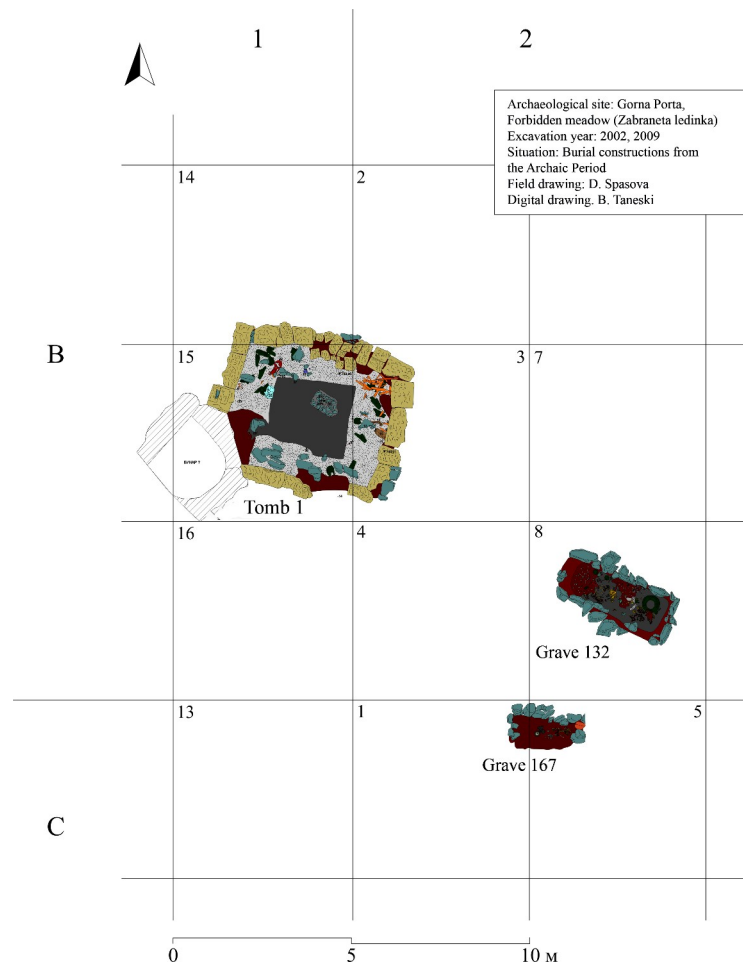 1
2
Archaeological site: Gorna Porta,
Forbidden meadow (Zabraneta ledinka)
Excavation year: 2002, 2009
Situation: Burial constructions from
the Archaic Period
Field drawing: D. Spasova
Digital drawing. B. Taneski
14
2
B
15
3
7
Tomb 1
16
4
8
Grave 132
13
1
5
Grave 167
C
0
5
10 м